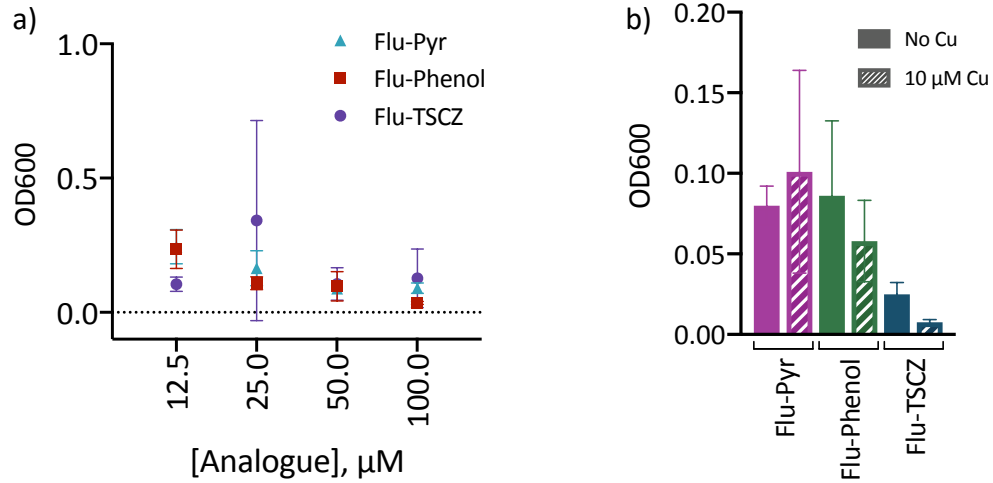 a)
Flu-Pyr
Flu-Phenol
Flu-TSCZ
1.0
0.5
0.0
OD600
12.5
25.0
50.0
100.0
[Analogue], μM
b)
No Cu
10 μM Cu
0.20
0.15
0.10
0.05
0.00
OD600
Flu-Pyr
Flu-Phenol
Flu-TSCZ